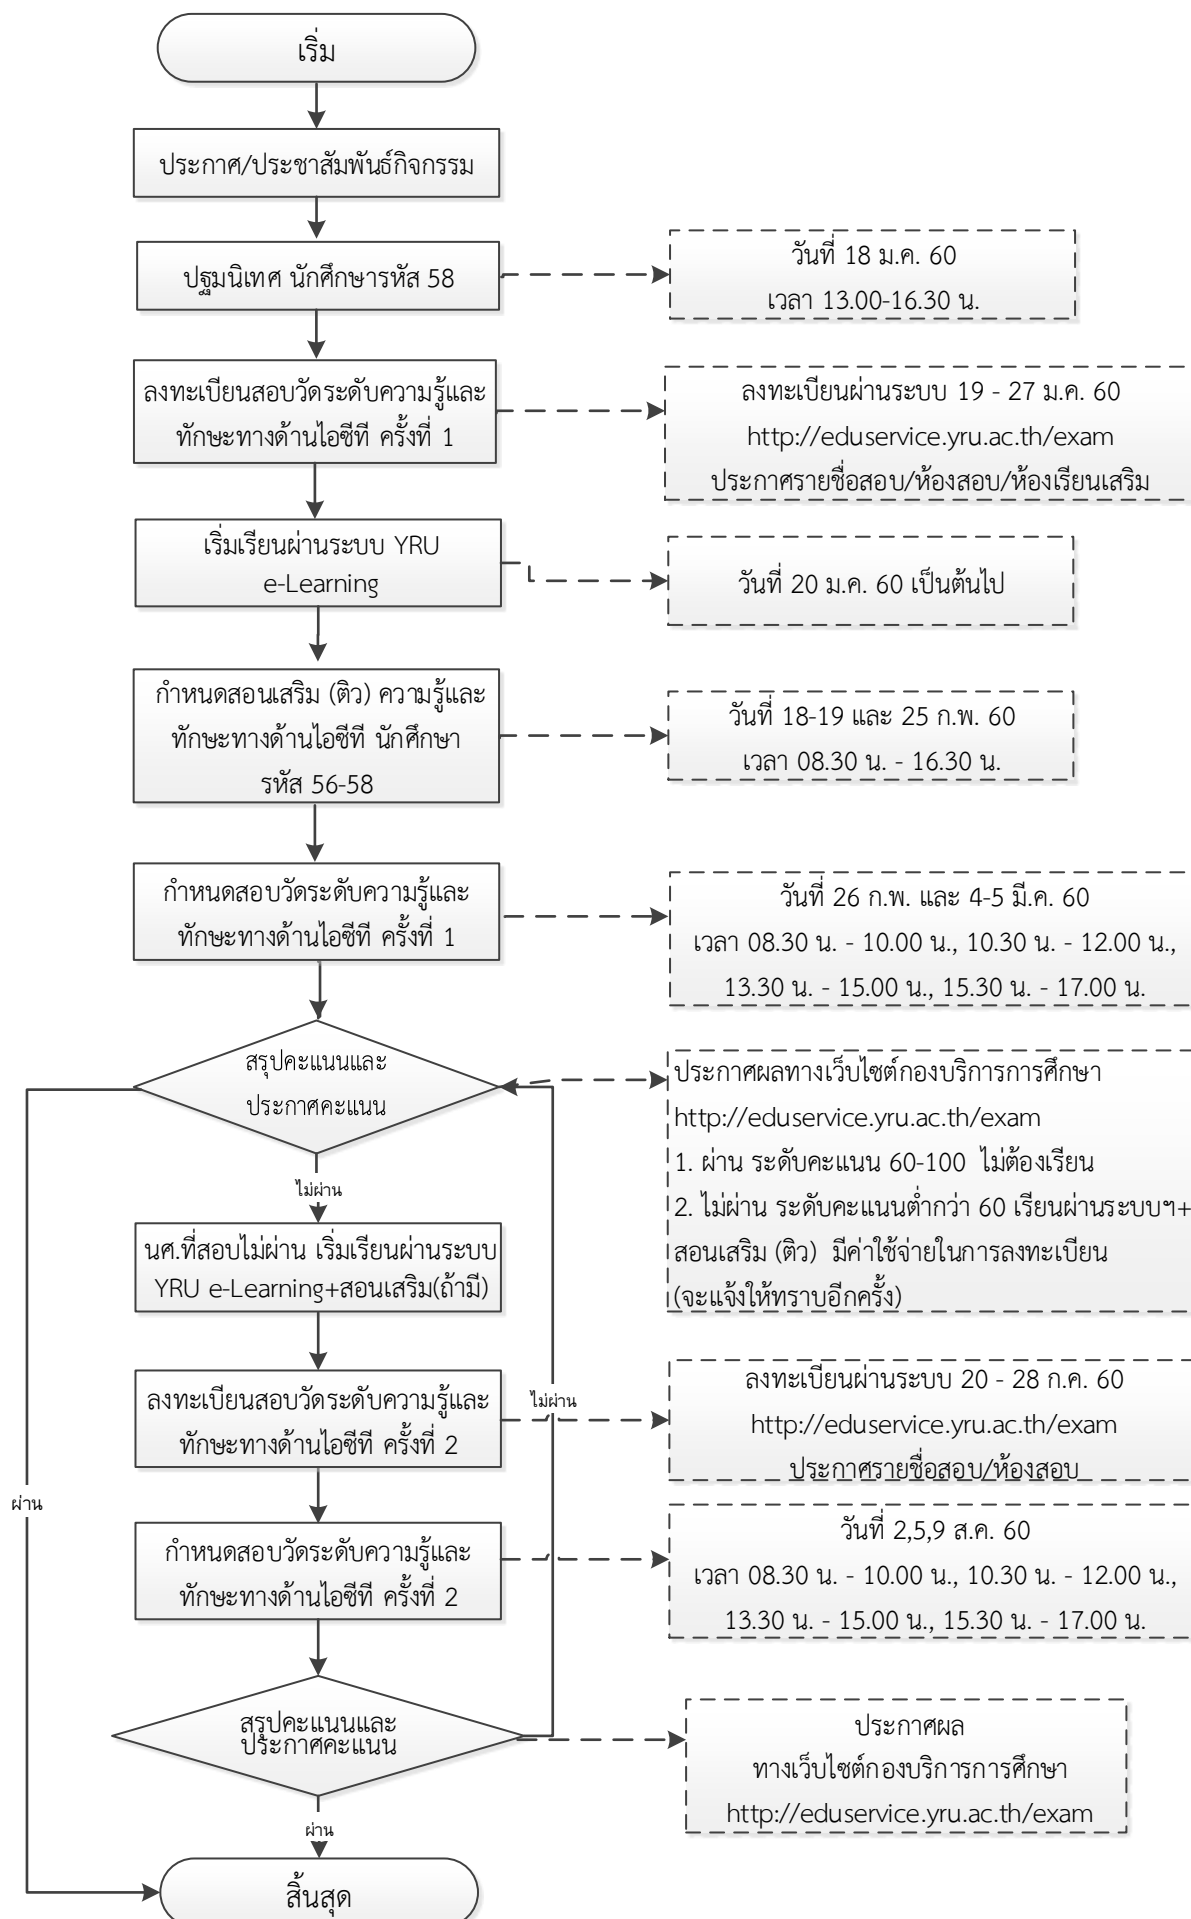 เริ่ม
ประกาศ/ประชาสัมพันธ์กิจกรรม
ปฐมนิเทศ นักศึกษารหัส 58
วันที่ 18 ม.ค. 60
เวลา 13.00-16.30 น.
ลงทะเบียนสอบวัดระดับความรู้และ
ทักษะทางด้านไอซีที ครั้งที่ 1
ลงทะเบียนผ่านระบบ 19 - 27 ม.ค. 60
http://eduservice.yru.ac.th/exam
ประกาศรายชื่อสอบ/ห้องสอบ/ห้องเรียนเสริม
เริ่มเรียนผ่านระบบ YRU
e-Learning
วันที่ 20 ม.ค. 60 เป็นต้นไป
กำหนดสอนเสริม (ติว) ความรู้และ
ทักษะทางด้านไอซีที นักศึกษา
รหัส 56-58
วันที่ 18-19 และ 25 ก.พ. 60
เวลา 08.30 น. - 16.30 น.
กำหนดสอบวัดระดับความรู้และ
ทักษะทางด้านไอซีที ครั้งที่ 1
วันที่ 26 ก.พ. และ 4-5 มี.ค. 60
เวลา 08.30 น. - 10.00 น., 10.30 น. - 12.00 น.,
13.30 น. - 15.00 น., 15.30 น. - 17.00 น.
สรุปคะแนนและ
ประกาศคะแนน
ประกาศผลทางเว็บไซต์กองบริการการศึกษา
http://eduservice.yru.ac.th/exam
1. ผ่าน ระดับคะแนน 60-100 ไม่ต้องเรียน
2. ไม่ผ่าน ระดับคะแนนต่ำกว่า 60 เรียนผ่านระบบฯ+
สอนเสริม (ติว) มีค่าใช้จ่ายในการลงทะเบียน
(จะแจ้งให้ทราบอีกครั้ง)
ไม่ผ่าน
นศ.ที่สอบไม่ผ่าน เริ่มเรียนผ่านระบบ
YRU e-Learning+สอนเสริม(ถ้ามี)
ลงทะเบียนสอบวัดระดับความรู้และ
ทักษะทางด้านไอซีที ครั้งที่ 2
ไม่ผ่าน
ลงทะเบียนผ่านระบบ 20 - 28 ก.ค. 60
http://eduservice.yru.ac.th/exam
ประกาศรายชื่อสอบ/ห้องสอบ
ผ่าน
กำหนดสอบวัดระดับความรู้และ
ทักษะทางด้านไอซีที ครั้งที่ 2
วันที่ 2,5,9 ส.ค. 60
เวลา 08.30 น. - 10.00 น., 10.30 น. - 12.00 น.,
13.30 น. - 15.00 น., 15.30 น. - 17.00 น.
สรุปคะแนนและ
ประกาศคะแนน
ประกาศผล
ทางเว็บไซต์กองบริการการศึกษา
http://eduservice.yru.ac.th/exam
ผ่าน
สิ้นสุด